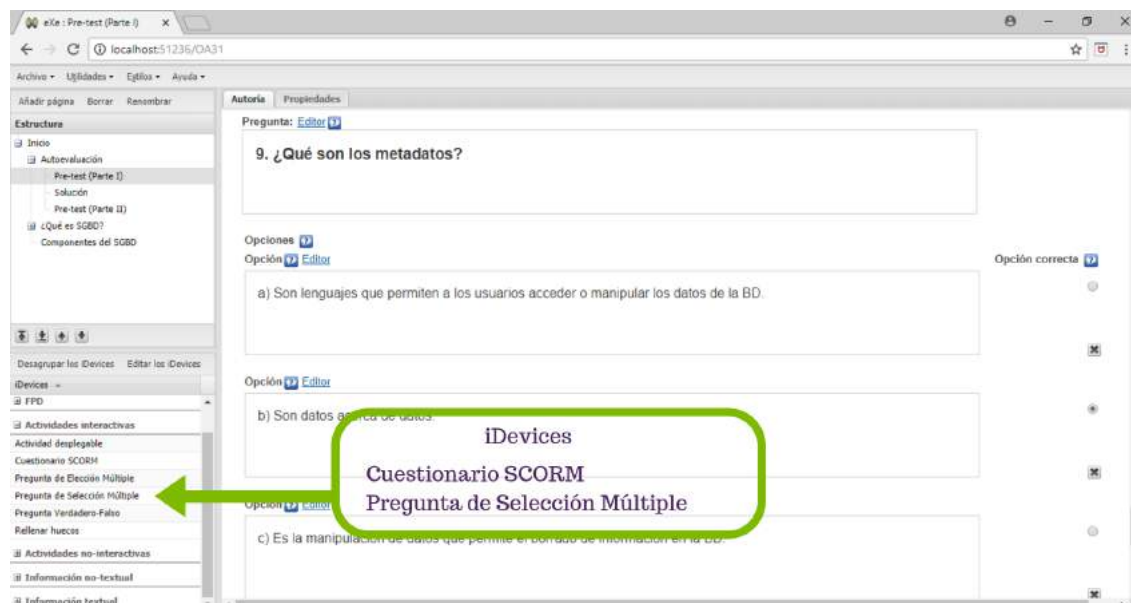 eXe : Pre-test (Parte I)
localhost:51236/OA31
Archivo Utilidades Estilos Ayuda
Añadir página Borrar Renombrar
Estructura
Inicio
Autoevaluación
Pre-test (Parte I)
Solución
Pre-test (Parte II)
¿Qué es SGBD?
Componentes del SGBD
Desagrupar los iDevices Editar los iDevices
iDevices
FPD
Actividades interactivas
Actividad desplegable
Cuestionario SCORM
Pregunta de Elección Múltiple
Pregunta de Selección Múltiple
Pregunta Verdadero-Falso
Rellenar huecos
Actividades no-interactivas
Información no-textual
Información textual
Autoría Propiedades
Pregunta: Editor
9. ¿Qué son los metadatos?
Opciones
Opción Editor Opción correcta
a) Son lenguajes que permiten a los usuarios acceder o manipular los datos de la BD.
Opción Editor
b) Son datos acerca de datos.
iDevices
Cuestionario SCORM
Pregunta de Selección Múltiple
Opción Editor
c) Es la manipulación de datos que permite el borrado de información en la BD.